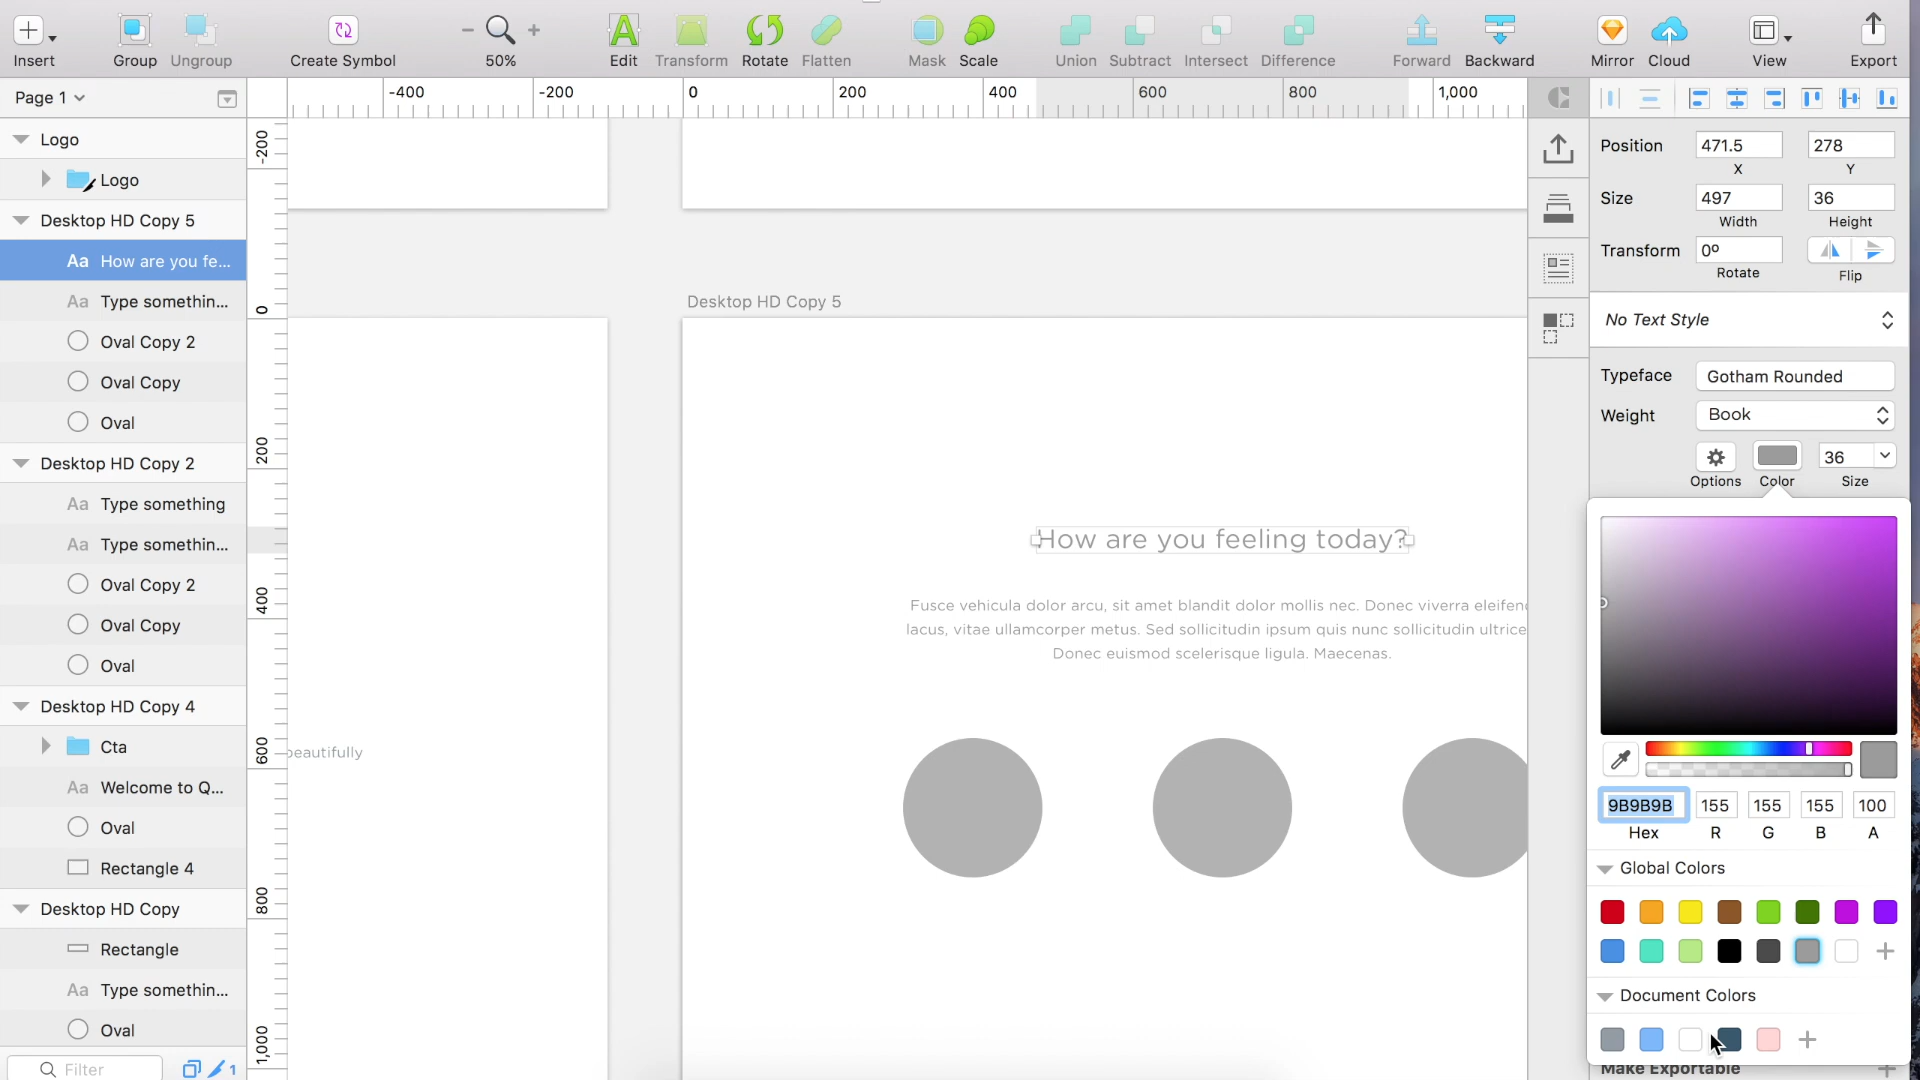 Insert
Group
Ungroup
Create Symbol
50%
Edit
Transform
Rotate
Flatten
Mask
Scale
Union
Subtract
Intersect
Difference
Forward
Backward
Mirror
Cloud
View
Export
Page 1
-400
-200
0
200
400
600
800
1,000
Logo
Logo
Desktop HD Copy 5
Aa How are you fe...
Aa Type somethin...
Oval Copy 2
Oval Copy
Oval
Desktop HD Copy 2
Aa Type something
Aa Type somethin...
Oval Copy 2
Oval Copy
Oval
Desktop HD Copy 4
Cta
Aa Welcome to Q...
Oval
Rectangle 4
Desktop HD Copy
Rectangle
Aa Type somethin...
Oval
Filter
1
-200
0
200
400
600
800
1,000
Desktop HD Copy 5
How are you feeling today?
Fusce vehicula dolor arcu, sit amet blandit dolor mollis nec. Donec viverra eleifen
lacus, vitae ullamcorper metus. Sed sollicitudin ipsum quis nunc sollicitudin ultrice
Donec euismod scelerisque ligula. Maecenas.
beautifully
Position 471.5 278
X Y
Size 497 36
Width Height
Transform 0º
Rotate Flip
No Text Style
Typeface Gotham Rounded
Weight Book
36
Options Color Size
9B9B9B 155 155 155 100
Hex R G B A
Global Colors
Document Colors
Make Exportable